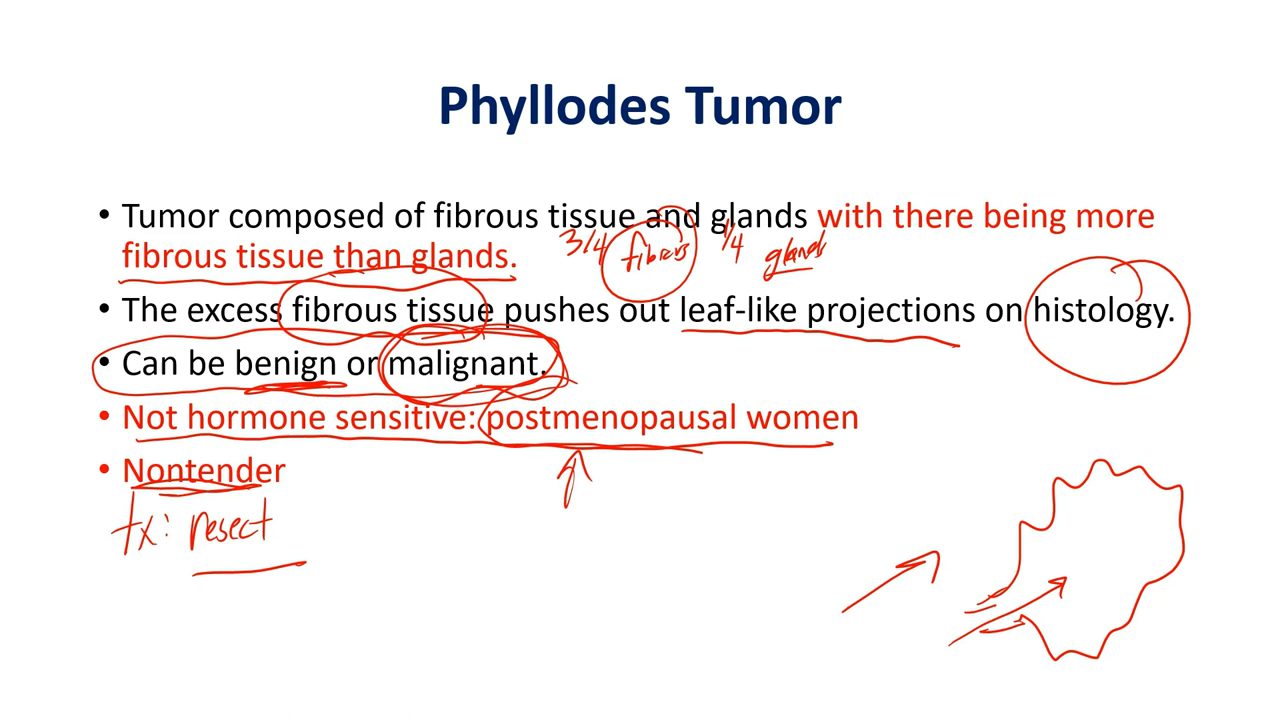 Phyllodes Tumor
• Tumor composed of fibrous tissue and glands with there being more
fibrous tissue than glands.
3/4 fibrous 1/4 glands
• The excess fibrous tissue pushes out leaf-like projections on histology.
• Can be benign or malignant.
• Not hormone sensitive: postmenopausal women
• Nontender
tx: resect